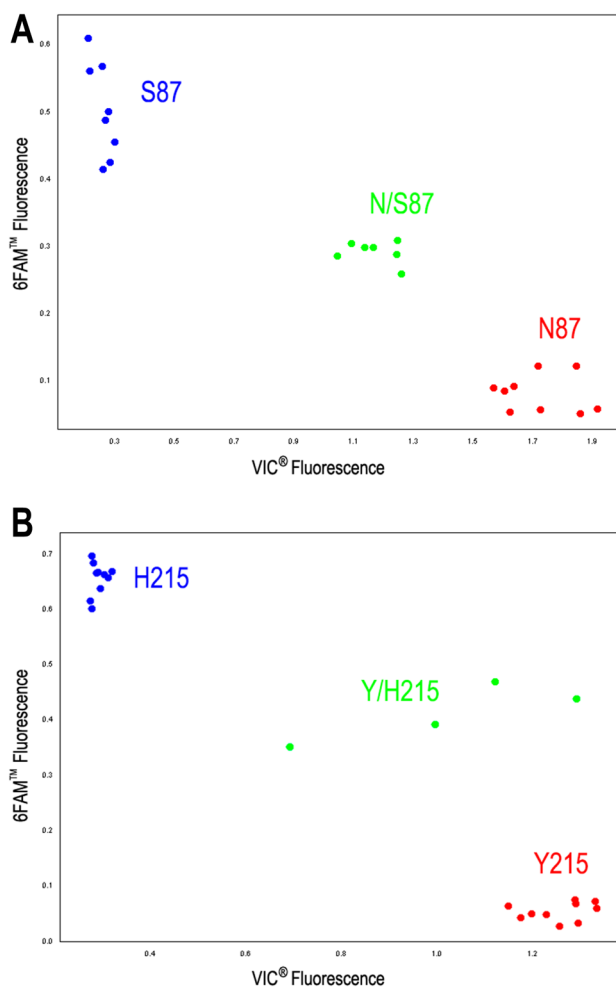 A
0.6
S87
0.5
6FAM™ Fluorescence
0.4
N/S87
0.3
0.2
N87
0.1
0.3 0.5 0.7 0.9 1.1 1.3 1.5 1.7 1.9
VIC® Fluorescence
B
0.7
H215
0.6
0.5
Y/H215
6FAM™ Fluorescence
0.4
0.3
0.2
Y215
0.1
0.0
0.4 0.6 0.8 1.0 1.2
VIC® Fluorescence